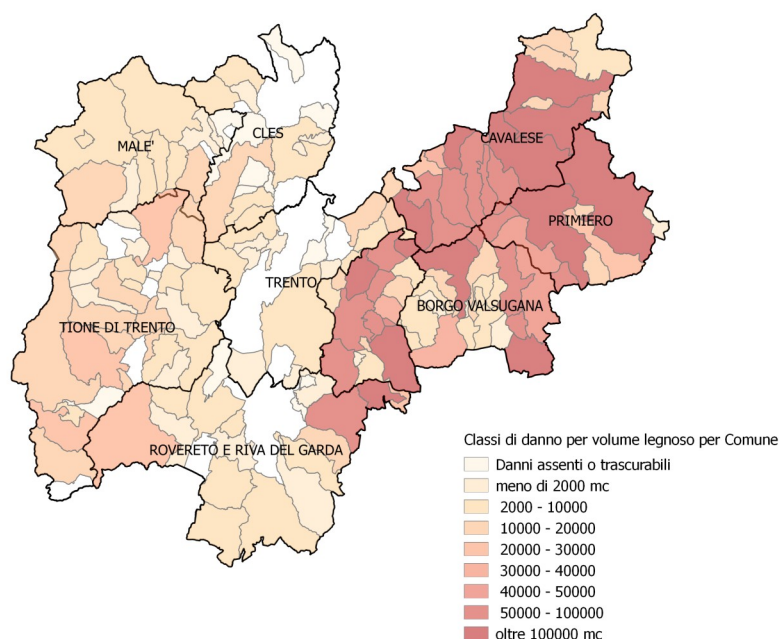 CLES
MALE'
CAVALESE
PRIMIERO
TRENTO
BORGO VALSUGANA
TIONE DI TRENTO
ROVERETO E RIVA DEL GARDA
Classi di danno per volume legnoso per Comune
Danni assenti o trascurabili
meno di 2000 mc
2000 - 10000
10000 - 20000
20000 - 30000
30000 - 40000
40000 - 50000
50000 - 100000
oltre 100000 mc